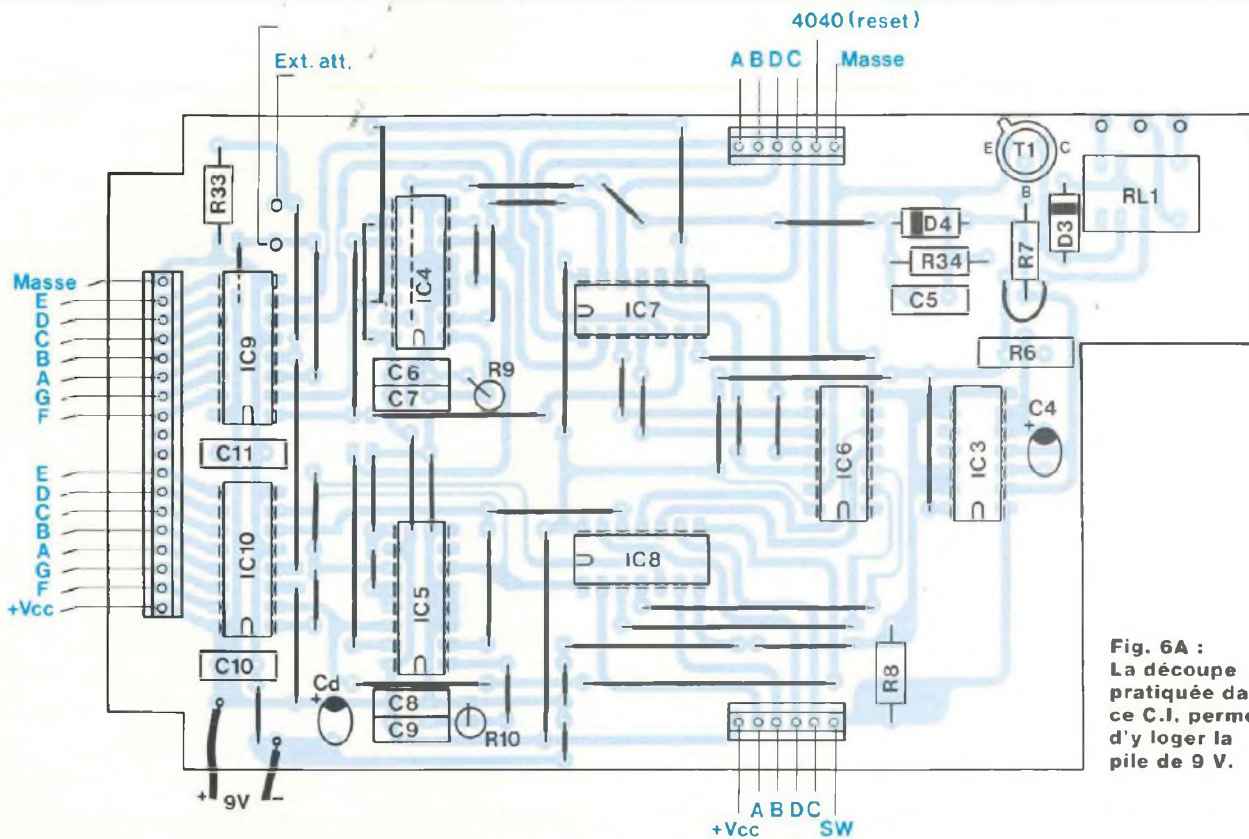 4040 (reset)
Ext. att.
A B D C
Masse
E
T1
C
B
R33
RL1
D4
D3
R7
R34
IC4
Masse
E
D
C
B
A
G
F
IC9
IC7
C5
R6
C6
C7
R9
C4
+
C11
IC6
IC3
E
D
C
B
A
G
F
+Vcc
IC10
IC5
IC8
C10
Cd
+
C8
C9
R10
R8
+ 9V -
A B D C
+Vcc
SW
Fig. 6A :
La découpe
pratiquée da
ce C.I. perme
d'y loger la
pile de 9 V.